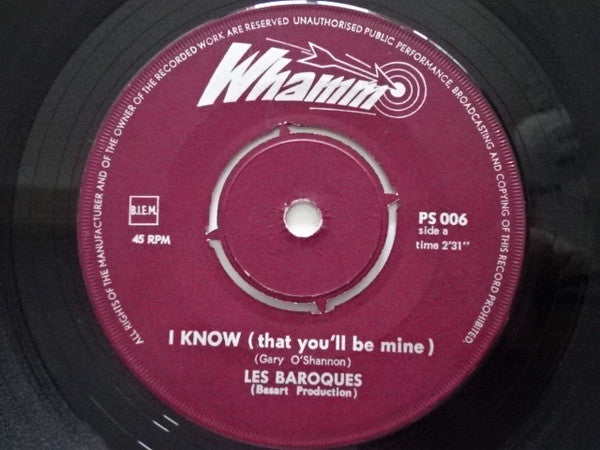 ALL RIGHTS OF THE MANUFACTURER AND OF THE OWNER OF THE RECORDED WORK ARE RESERVED UNAUTHORISED PUBLIC PERFORMANCE, BROADCASTING AND COPYING OF THIS RECORD PROHIBITED.
Whamm
B.I.E.M.
45 RPM
PS 006
side a
time 2'31"
I KNOW (that you'll be mine)
(Gary O'Shannon)
LES BAROQUES
(Basart Production)